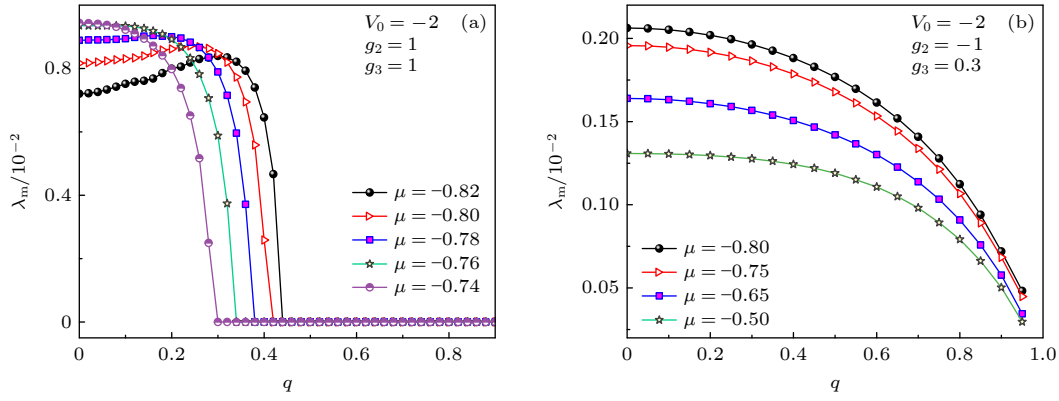 V₀ = −2 (a)
g₂ = 1
g₃ = 1
0.8
0.4
0
λₘ/10⁻²
μ = −0.82
μ = −0.80
μ = −0.78
μ = −0.76
μ = −0.74
0 0.2 0.4 0.6 0.8
q
V₀ = −2 (b)
g₂ = −1
g₃ = 0.3
0.20
0.15
0.10
0.05
λₘ/10⁻²
μ = −0.80
μ = −0.75
μ = −0.65
μ = −0.50
0 0.2 0.4 0.6 0.8 1.0
q